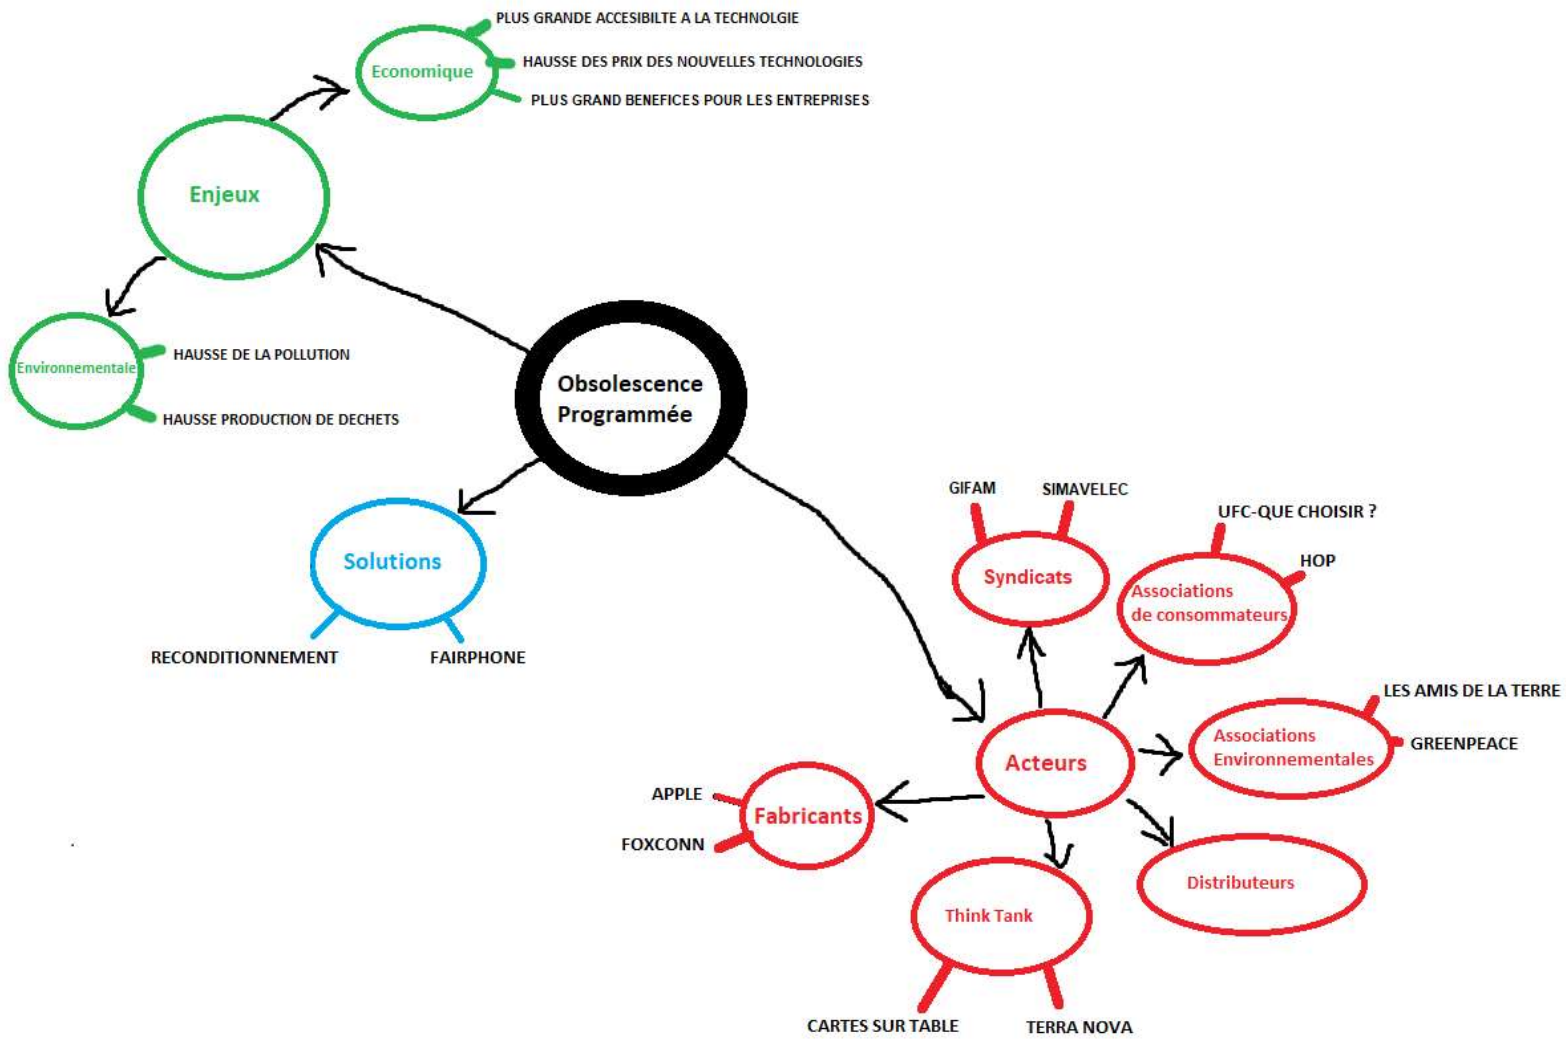 PLUS GRANDE ACCESIBILTE A LA TECHNOLGIE
Economique
HAUSSE DES PRIX DES NOUVELLES TECHNOLOGIES
PLUS GRAND BENEFICES POUR LES ENTREPRISES
Enjeux
Environnementale
HAUSSE DE LA POLLUTION
HAUSSE PRODUCTION DE DECHETS
Obsolescence
Programmée
Solutions
RECONDITIONNEMENT
FAIRPHONE
GIFAM
SIMAVELEC
Syndicats
UFC-QUE CHOISIR ?
HOP
Associations
de consommateurs
LES AMIS DE LA TERRE
Associations
Environnementales
GREENPEACE
Acteurs
APPLE
Fabricants
FOXCONN
Distributeurs
Think Tank
CARTES SUR TABLE
TERRA NOVA